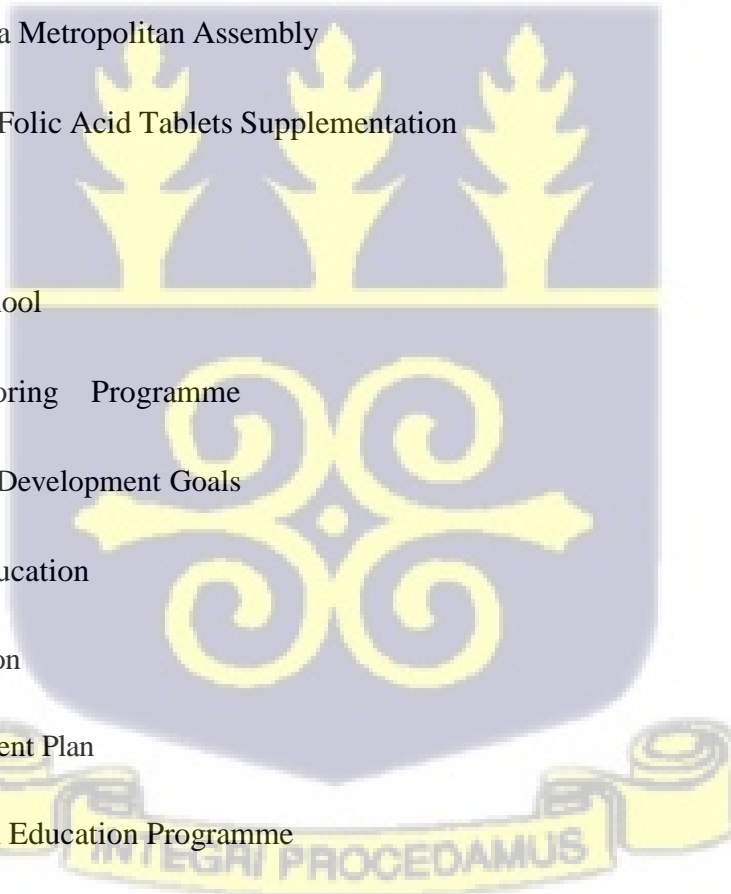 a Metropolitan Assembly
Folic Acid Tablets Supplementation
ool
oring Programme
Development Goals
ucation
on
ent Plan
Education Programme
INTEGRI PROCEDAMUS